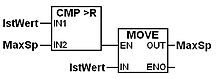 CMP >R
IstWert IN1
MaxSp IN2
MOVE
EN OUT MaxSp
IstWert IN ENO